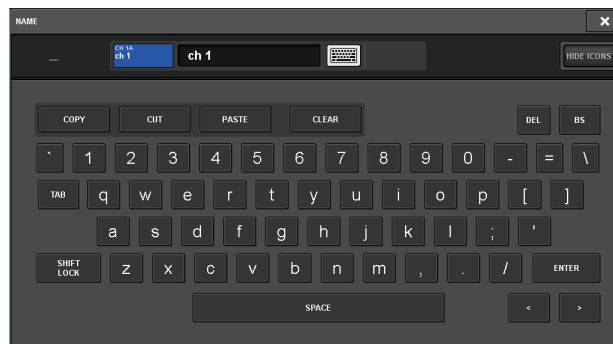 NAME ×
---- CH 1A ch 1 ch 1 HIDE ICONS
COPY CUT PASTE CLEAR DEL BS
` 1 2 3 4 5 6 7 8 9 0 - = \
TAB q w e r t y u i o p [ ]
a s d f g h j k l ; '
SHIFT LOCK z x c v b n m , . / ENTER
SPACE < >